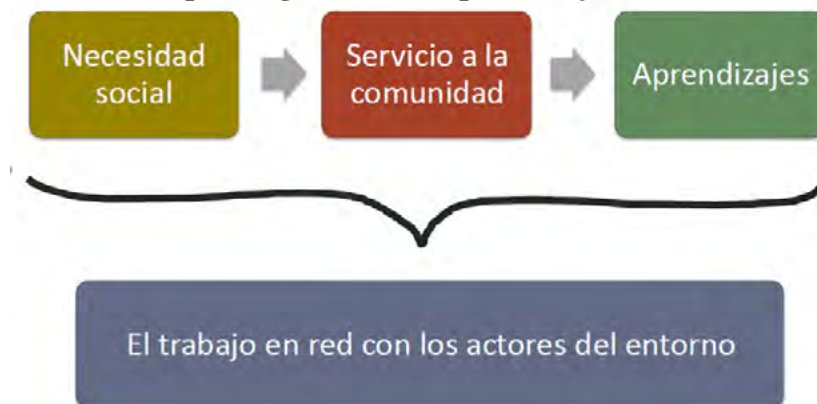 Necesidad
social
Servicio a la
comunidad
Aprendizajes
El trabajo en red con los actores del entorno